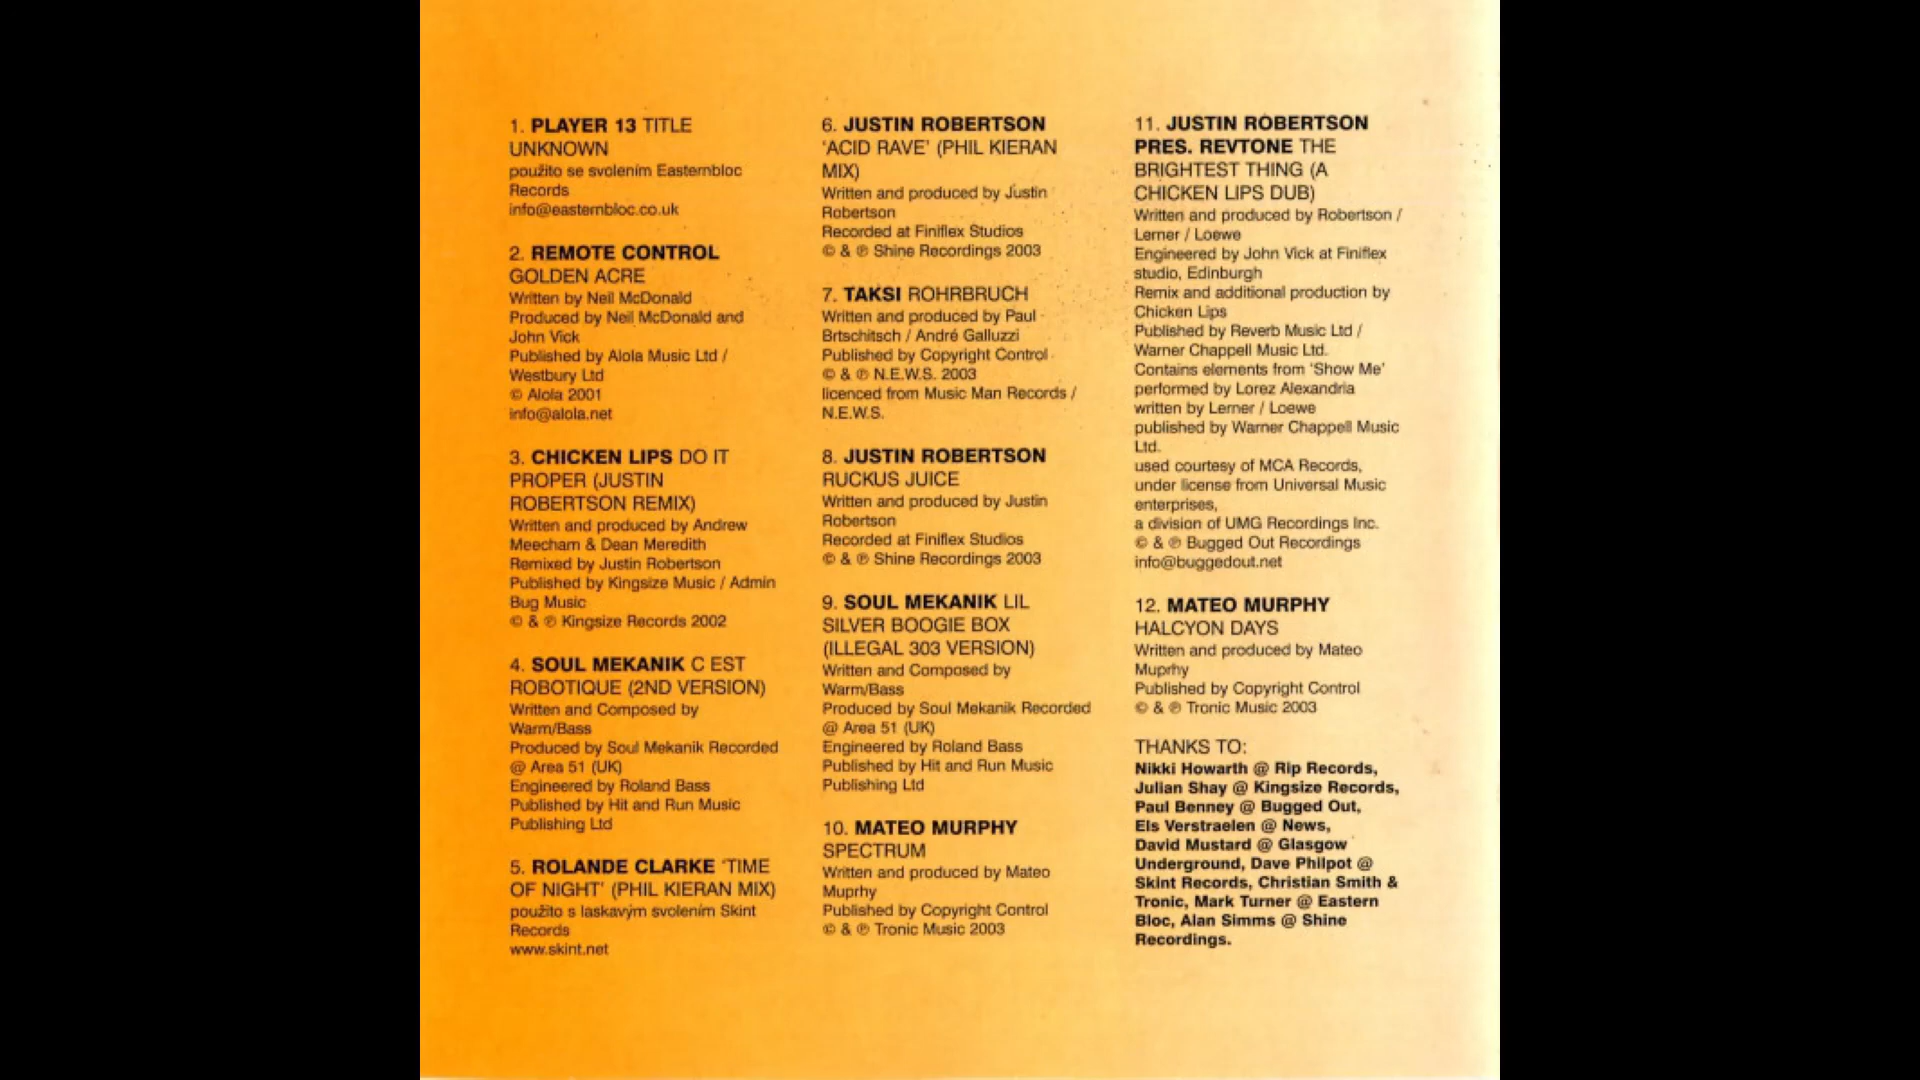 1. PLAYER 13 TITLE
UNKNOWN
použito se svolením Easternbloc
Records
info@easternbloc.co.uk
2. REMOTE CONTROL
GOLDEN ACRE
Written by Neil McDonald
Produced by Neil McDonald and
John Vick
Published by Alola Music Ltd /
Westbury Ltd
© Alola 2001
info@alola.net
3. CHICKEN LIPS DO IT
PROPER (JUSTIN
ROBERTSON REMIX)
Written and produced by Andrew
Meecham & Dean Meredith
Remixed by Justin Robertson
Published by Kingsize Music / Admin
Bug Music
© & ℗ Kingsize Records 2002
4. SOUL MEKANIK C EST
ROBOTIQUE (2ND VERSION)
Written and Composed by
Warm/Bass
Produced by Soul Mekanik Recorded
@ Area 51 (UK)
Engineered by Roland Bass
Published by Hit and Run Music
Publishing Ltd
5. ROLANDE CLARKE 'TIME
OF NIGHT' (PHIL KIERAN MIX)
použito s laskavým svolením Skint
Records
www.skint.net
6. JUSTIN ROBERTSON
'ACID RAVE' (PHIL KIERAN
MIX)
Written and produced by Justin
Robertson
Recorded at Finiflex Studios
© & ℗ Shine Recordings 2003
7. TAKSI ROHRBRUCH
Written and produced by Paul
Brtschitsch / André Galluzzi
Published by Copyright Control
© & ℗ N.E.W.S. 2003
licenced from Music Man Records /
N.E.W.S.
8. JUSTIN ROBERTSON
RUCKUS JUICE
Written and produced by Justin
Robertson
Recorded at Finiflex Studios
© & ℗ Shine Recordings 2003
9. SOUL MEKANIK LIL
SILVER BOOGIE BOX
(ILLEGAL 303 VERSION)
Written and Composed by
Warm/Bass
Produced by Soul Mekanik Recorded
@ Area 51 (UK)
Engineered by Roland Bass
Published by Hit and Run Music
Publishing Ltd
10. MATEO MURPHY
SPECTRUM
Written and produced by Mateo
Muprhy
Published by Copyright Control
© & ℗ Tronic Music 2003
11. JUSTIN ROBERTSON
PRES. REVTONE THE
BRIGHTEST THING (A
CHICKEN LIPS DUB)
Written and produced by Robertson /
Lerner / Loewe
Engineered by John Vick at Finiflex
studio, Edinburgh
Remix and additional production by
Chicken Lips
Published by Reverb Music Ltd /
Warner Chappell Music Ltd.
Contains elements from 'Show Me'
performed by Lorez Alexandria
written by Lerner / Loewe
published by Warner Chappell Music
Ltd.
used courtesy of MCA Records,
under license from Universal Music
enterprises,
a division of UMG Recordings Inc.
© & ℗ Bugged Out Recordings
info@buggedout.net
12. MATEO MURPHY
HALCYON DAYS
Written and produced by Mateo
Muprhy
Published by Copyright Control
© & ℗ Tronic Music 2003
THANKS TO:
Nikki Howarth @ Rip Records,
Julian Shay @ Kingsize Records,
Paul Benney @ Bugged Out,
Els Verstraelen @ News,
David Mustard @ Glasgow
Underground, Dave Philpot @
Skint Records, Christian Smith &
Tronic, Mark Turner @ Eastern
Bloc, Alan Simms @ Shine
Recordings.